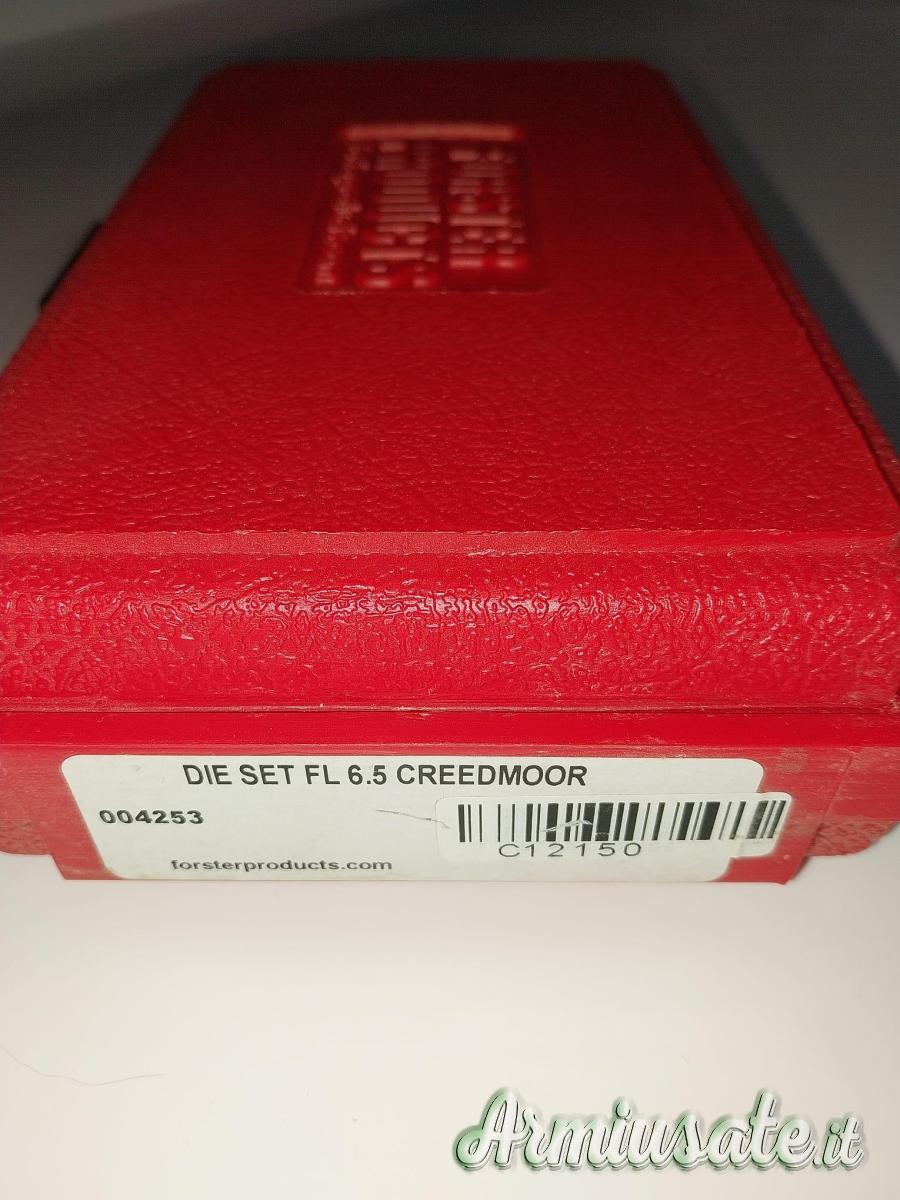 DIE SET FL 6.5 CREEDMOOR
004253
C12150
forsterproducts.com
Armiusate.it